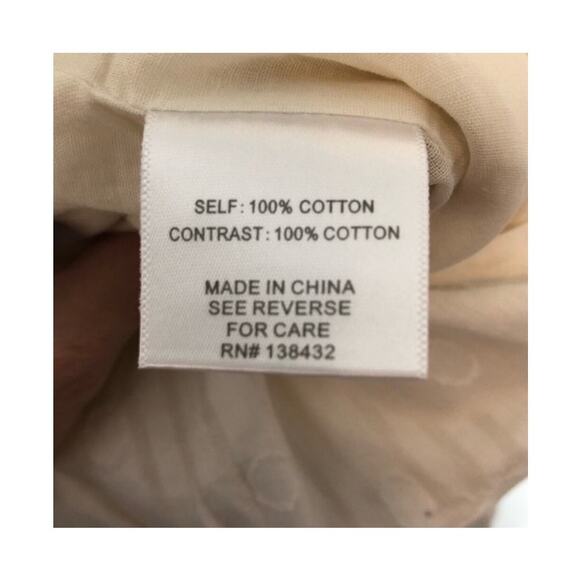 SELF: 100% COTTON
CONTRAST: 100% COTTON
MADE IN CHINA
SEE REVERSE
FOR CARE
RN# 138432